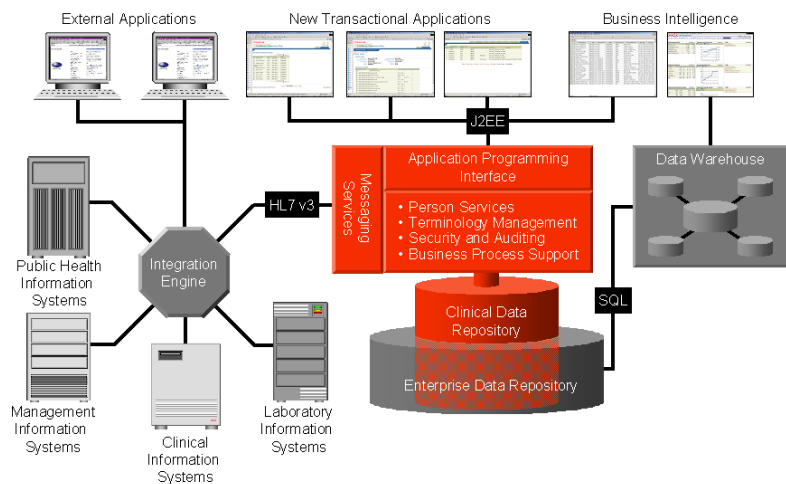 External Applications
New Transactional Applications
Business Intelligence
J2EE
Application Programming
Interface
Data Warehouse
Messaging
Services
HL7 v3
• Person Services
• Terminology Management
• Security and Auditing
• Business Process Support
Public Health
Information
Systems
Integration
Engine
SQL
Clinical Data
Repository
Enterprise Data Repository
Management
Information
Systems
Clinical
Information
Systems
Laboratory
Information
Systems